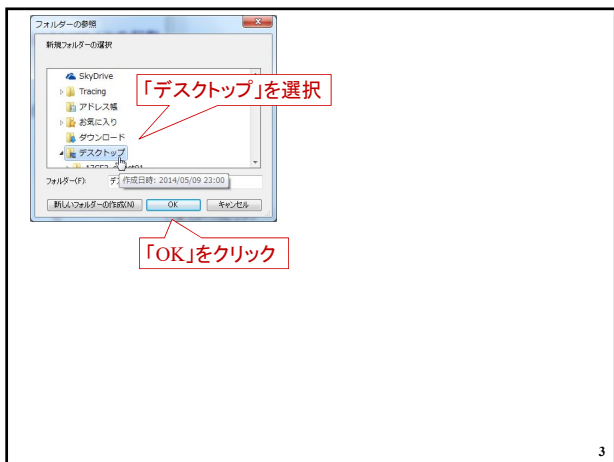 フォルダーの参照
新規フォルダーの選択
SkyDrive
Tracing
アドレス帳
お気に入り
ダウンロード
デスクトップ
「デスクトップ」を選択
フォルダー(F):
作成日時: 2014/05/09 23:00
新しいフォルダーの作成(N)
OK
キャンセル
「OK」をクリック
3